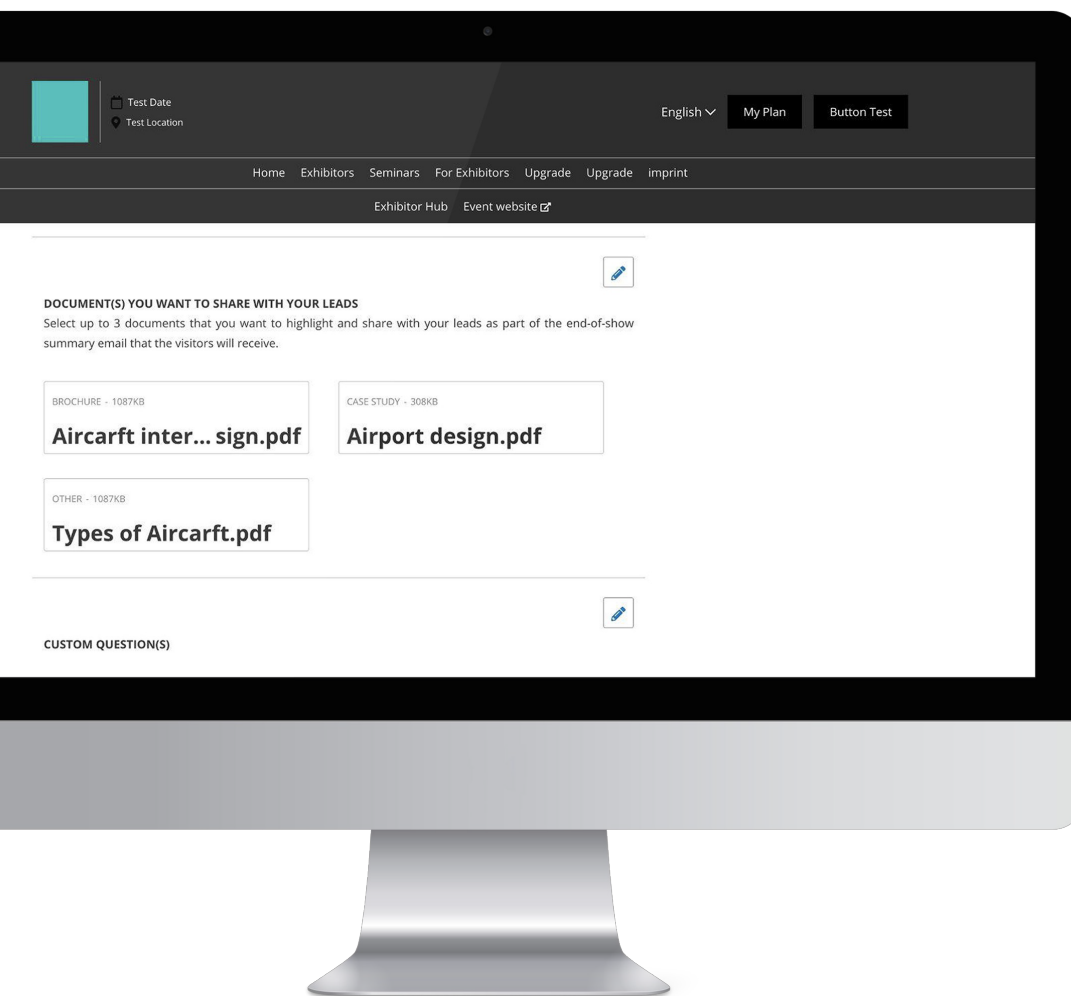 Test Date
Test Location
English
My Plan
Button Test
Home Exhibitors Seminars For Exhibitors Upgrade Upgrade imprint
Exhibitor Hub Event website
DOCUMENT(S) YOU WANT TO SHARE WITH YOUR LEADS
Select up to 3 documents that you want to highlight and share with your leads as part of the end-of-show
summary email that the visitors will receive.
BROCHURE - 1087KB
Aircarft inter... sign.pdf
CASE STUDY - 308KB
Airport design.pdf
OTHER - 1087KB
Types of Aircarft.pdf
CUSTOM QUESTION(S)